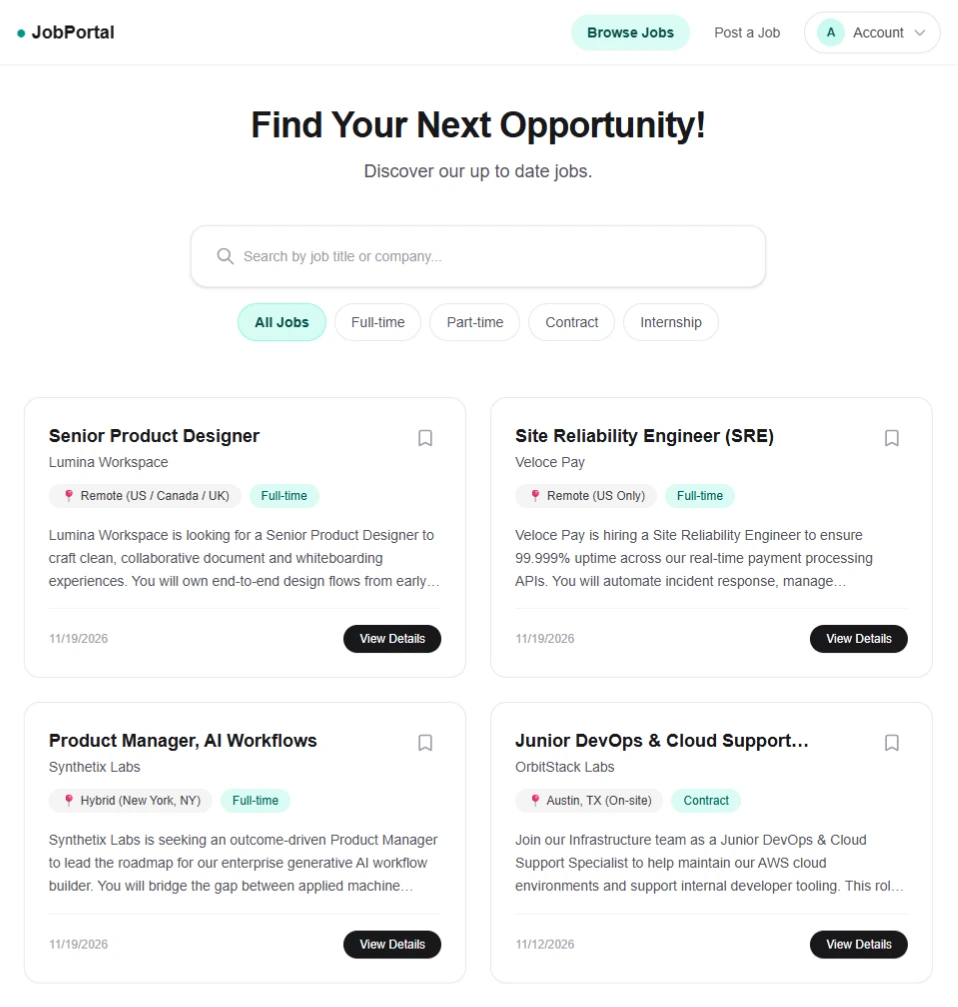 JobPortal
Browse Jobs
Post a Job
A
Account
Find Your Next Opportunity!
Discover our up to date jobs.
Search by job title or company...
All Jobs
Full-time
Part-time
Contract
Internship
Senior Product Designer
Lumina Workspace
Remote (US / Canada / UK)
Full-time
Lumina Workspace is looking for a Senior Product Designer to
craft clean, collaborative document and whiteboarding
experiences. You will own end-to-end design flows from early…
11/19/2026
View Details
Site Reliability Engineer (SRE)
Veloce Pay
Remote (US Only)
Full-time
Veloce Pay is hiring a Site Reliability Engineer to ensure
99.999% uptime across our real-time payment processing
APIs. You will automate incident response, manage…
11/19/2026
View Details
Product Manager, AI Workflows
Synthetix Labs
Hybrid (New York, NY)
Full-time
Synthetix Labs is seeking an outcome-driven Product Manager
to lead the roadmap for our enterprise generative AI workflow
builder. You will bridge the gap between applied machine…
11/19/2026
View Details
Junior DevOps & Cloud Support…
OrbitStack Labs
Austin, TX (On-site)
Contract
Join our Infrastructure team as a Junior DevOps & Cloud
Support Specialist to help maintain our AWS cloud
environments and support internal developer tooling. This rol…
11/12/2026
View Details